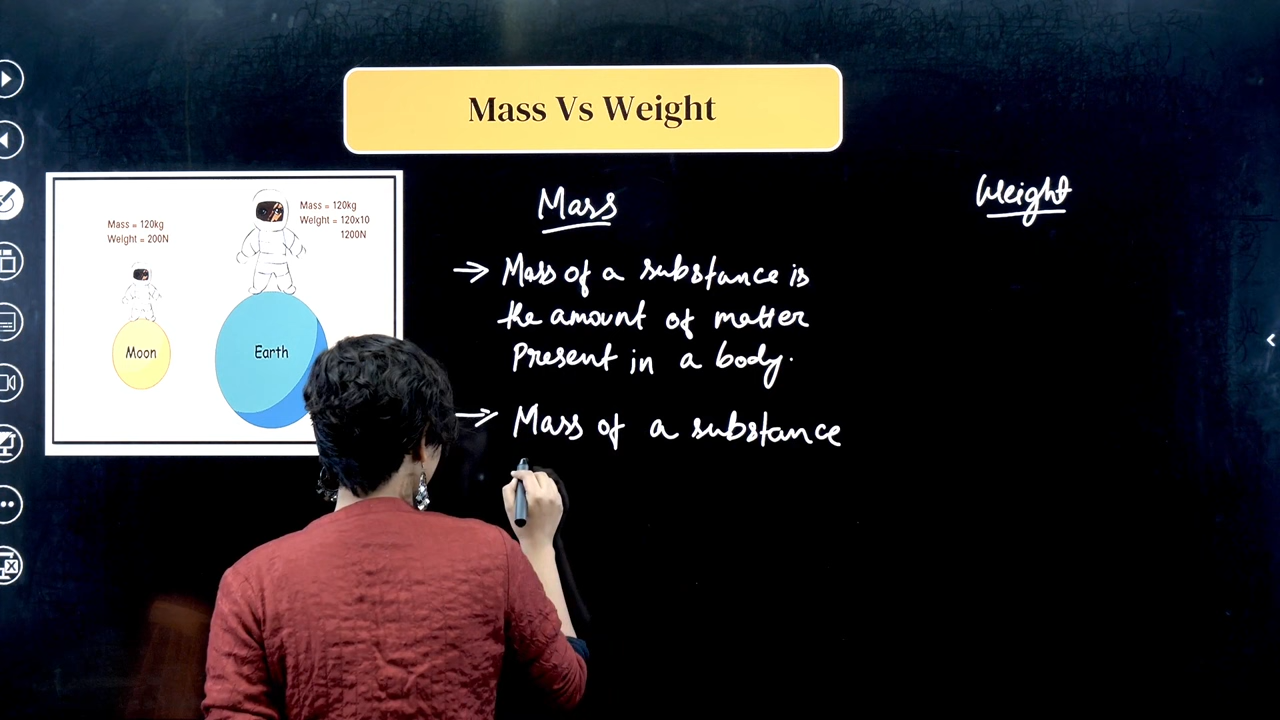 Mass Vs Weight
Mass = 120kg
Weight = 200N
Moon
Mass = 120kg
Weight = 120x10
1200N
Earth
Mass
→ Mass of a substance is
the amount of matter
Present in a body.
→ Mass of a substance
Weight